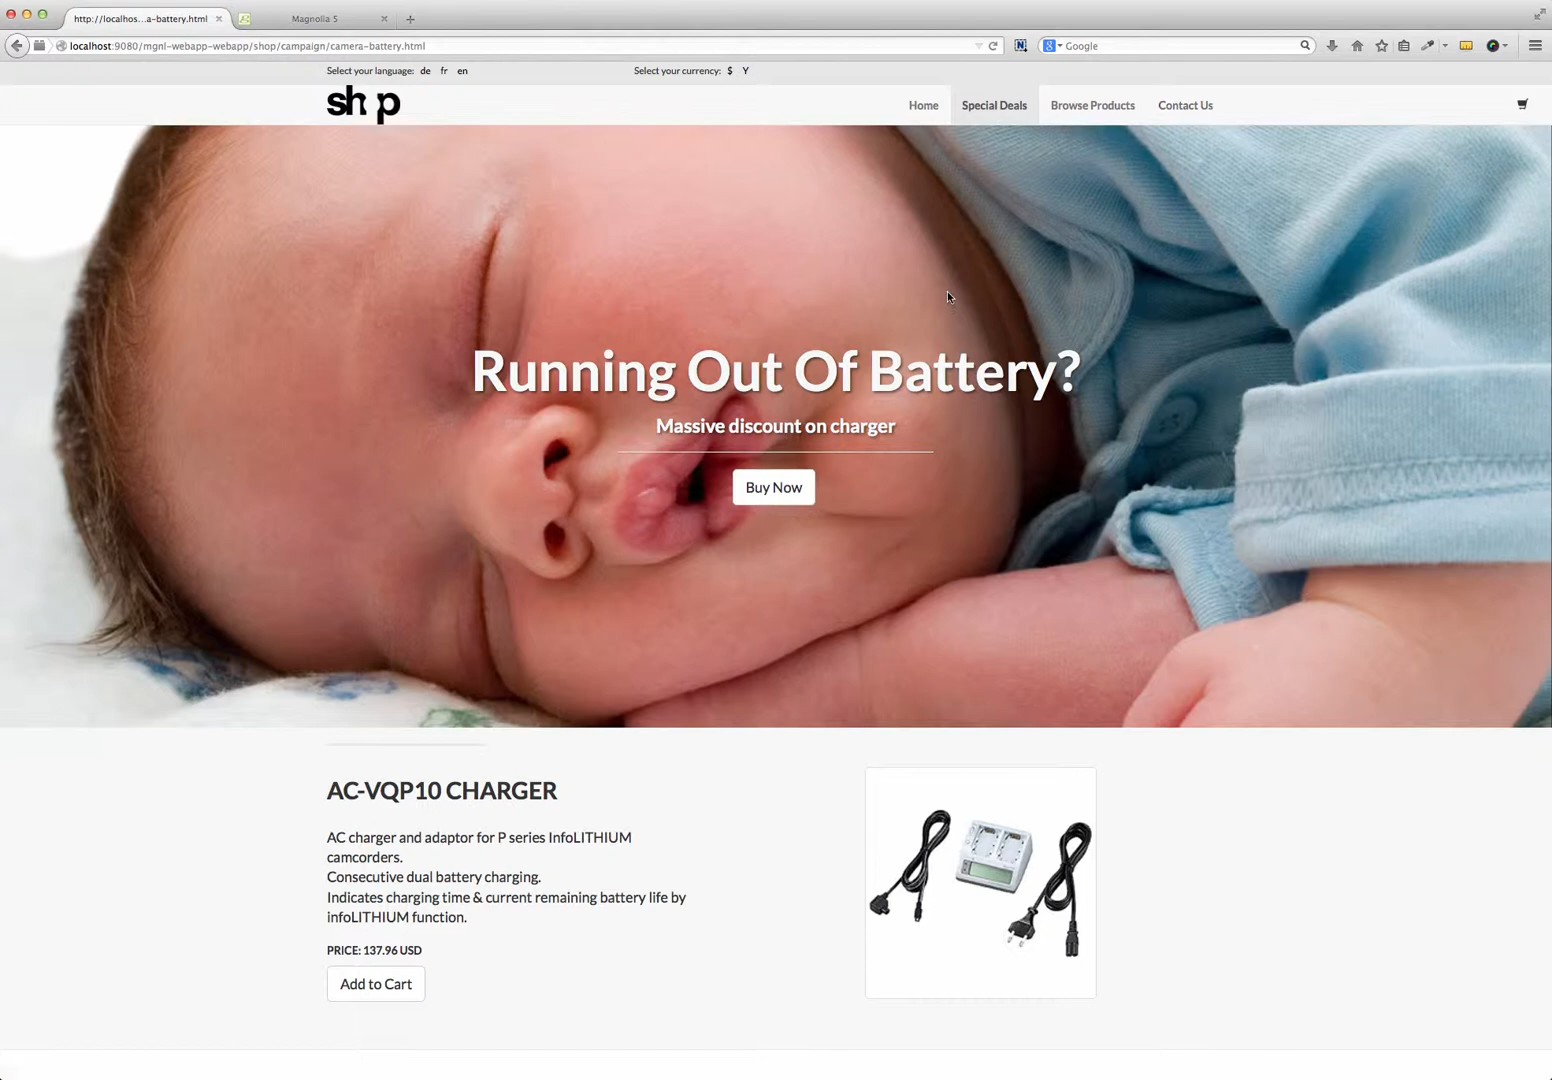 http://localhos...a-battery.html
Magnolia 5
localhost:9080/mgnl-webapp-webapp/shop/campaign/camera-battery.html
Google
Select your language: de fr en
Select your currency: $ Y
shop
Home
Special Deals
Browse Products
Contact Us
Running Out Of Battery?
Massive discount on charger
Buy Now
AC-VQP10 CHARGER
AC charger and adaptor for P series InfoLITHIUM
camcorders.
Consecutive dual battery charging.
Indicates charging time & current remaining battery life by
infoLITHIUM function.
PRICE: 137.96 USD
Add to Cart